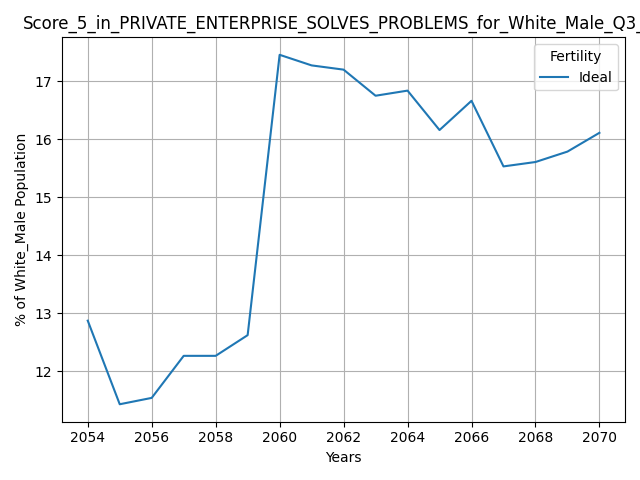 Score_5_in_PRIVATE_ENTERPRISE_SOLVES_PROBLEMS_for_White_Male_Q3_
Fertility
Ideal
% of White_Male Population
17
16
15
14
13
12
2054 2056 2058 2060 2062 2064 2066 2068 2070
Years